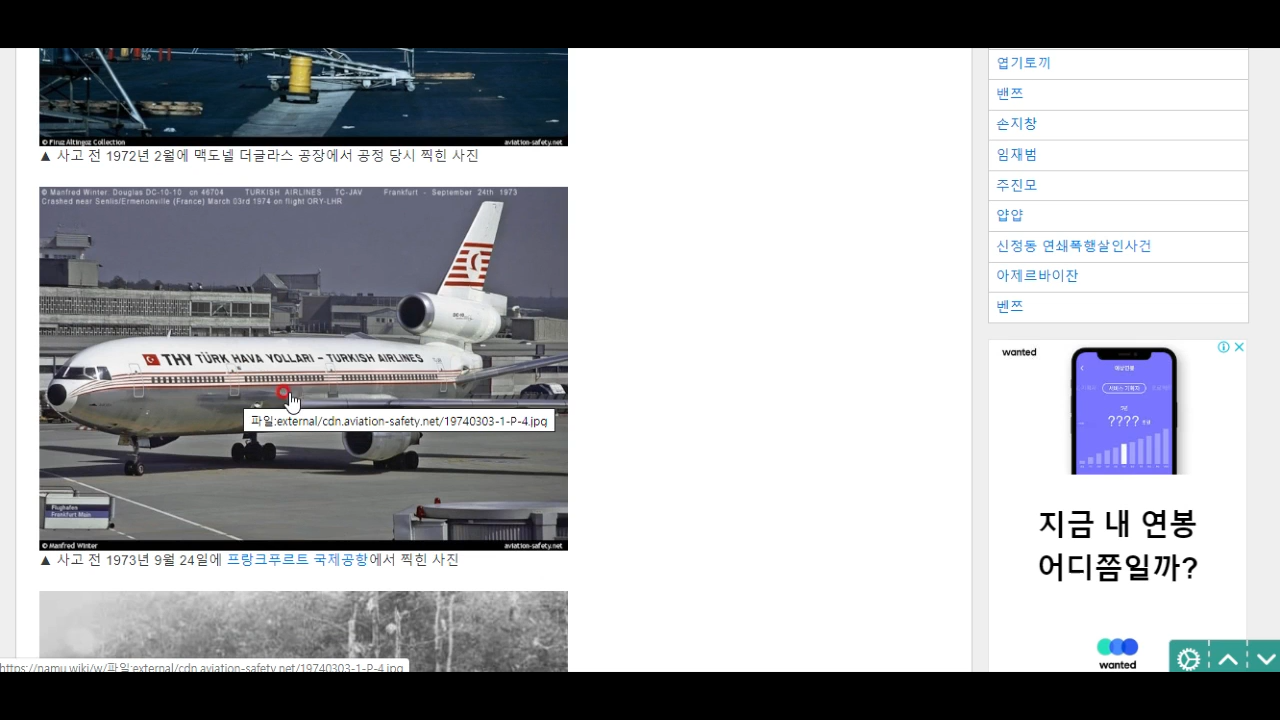 © Firuz Altingoz Collection
aviation-safety.net
▲ 사고 전 1972년 2월에 맥도넬 더글라스 공장에서 공정 당시 찍힌 사진
© Manfred Winter Douglas DC-10-10 cn 46704 TURKISH AIRLINES TC-JAV Frankfurt - September 24th 1973
Crashed near Senlis/Ermenonville (France) March 03rd 1974 on flight ORY-LHR
THY TÜRK HAVA YOLLARI - TURKISH AIRLINES
파일:external/cdn.aviation-safety.net/19740303-1-P-4.jpg
Flughafen
Frankfurt Main
© Manfred Winter
aviation-safety.net
▲ 사고 전 1973년 9월 24일에 프랑크푸르트 국제공항에서 찍힌 사진
https://namu.wiki/w/파일:external/cdn.aviation-safety.net/19740303-1-P-4.jpg
엽기토끼
밴쯔
손지창
임재범
주진모
얍얍
신정동 연쇄폭행살인사건
아제르바이잔
벤쯔
wanted
????
지금 내 연봉
어디쯤일까?
wanted